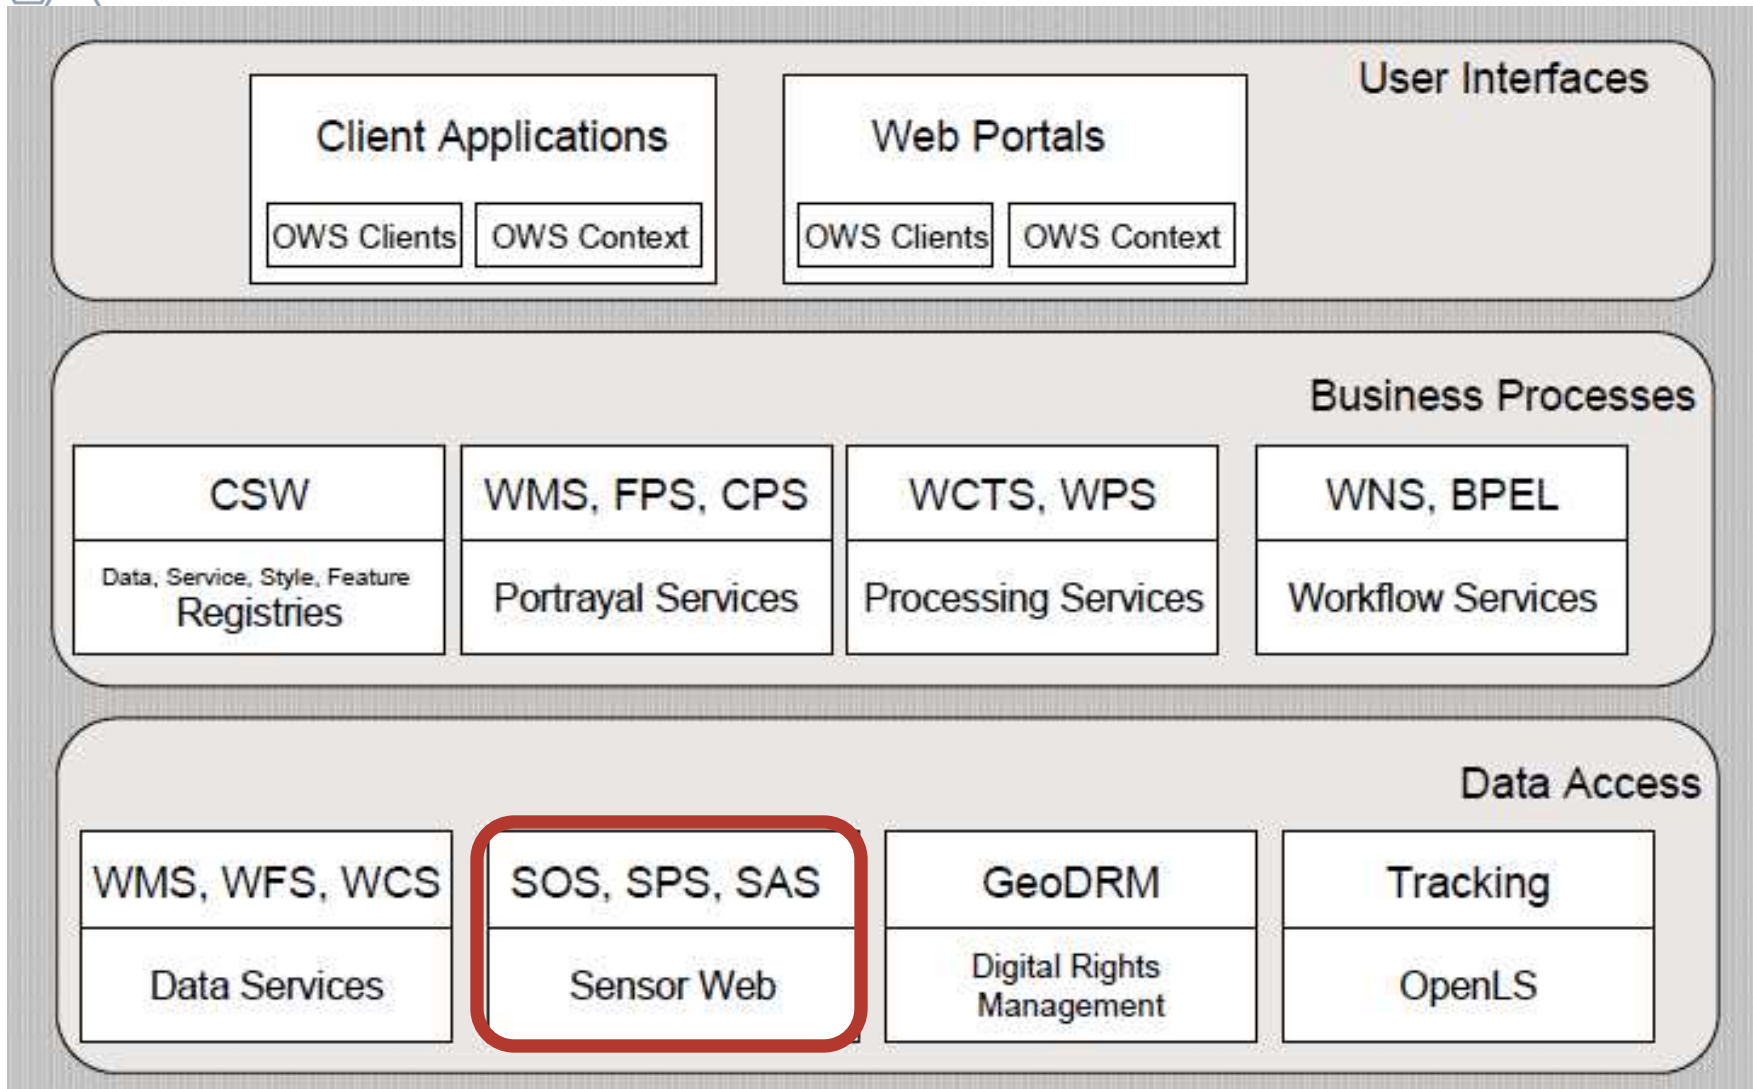 User Interfaces
Client Applications
Web Portals
OWS Clients
OWS Context
OWS Clients
OWS Context
Business Processes
CSW
WMS, FPS, CPS
WCTS, WPS
WNS, BPEL
Data, Service, Style, Feature
Registries
Portrayal Services
Processing Services
Workflow Services
Data Access
WMS, WFS, WCS
SOS, SPS, SAS
GeoDRM
Tracking
Data Services
Sensor Web
Digital Rights
Management
OpenLS